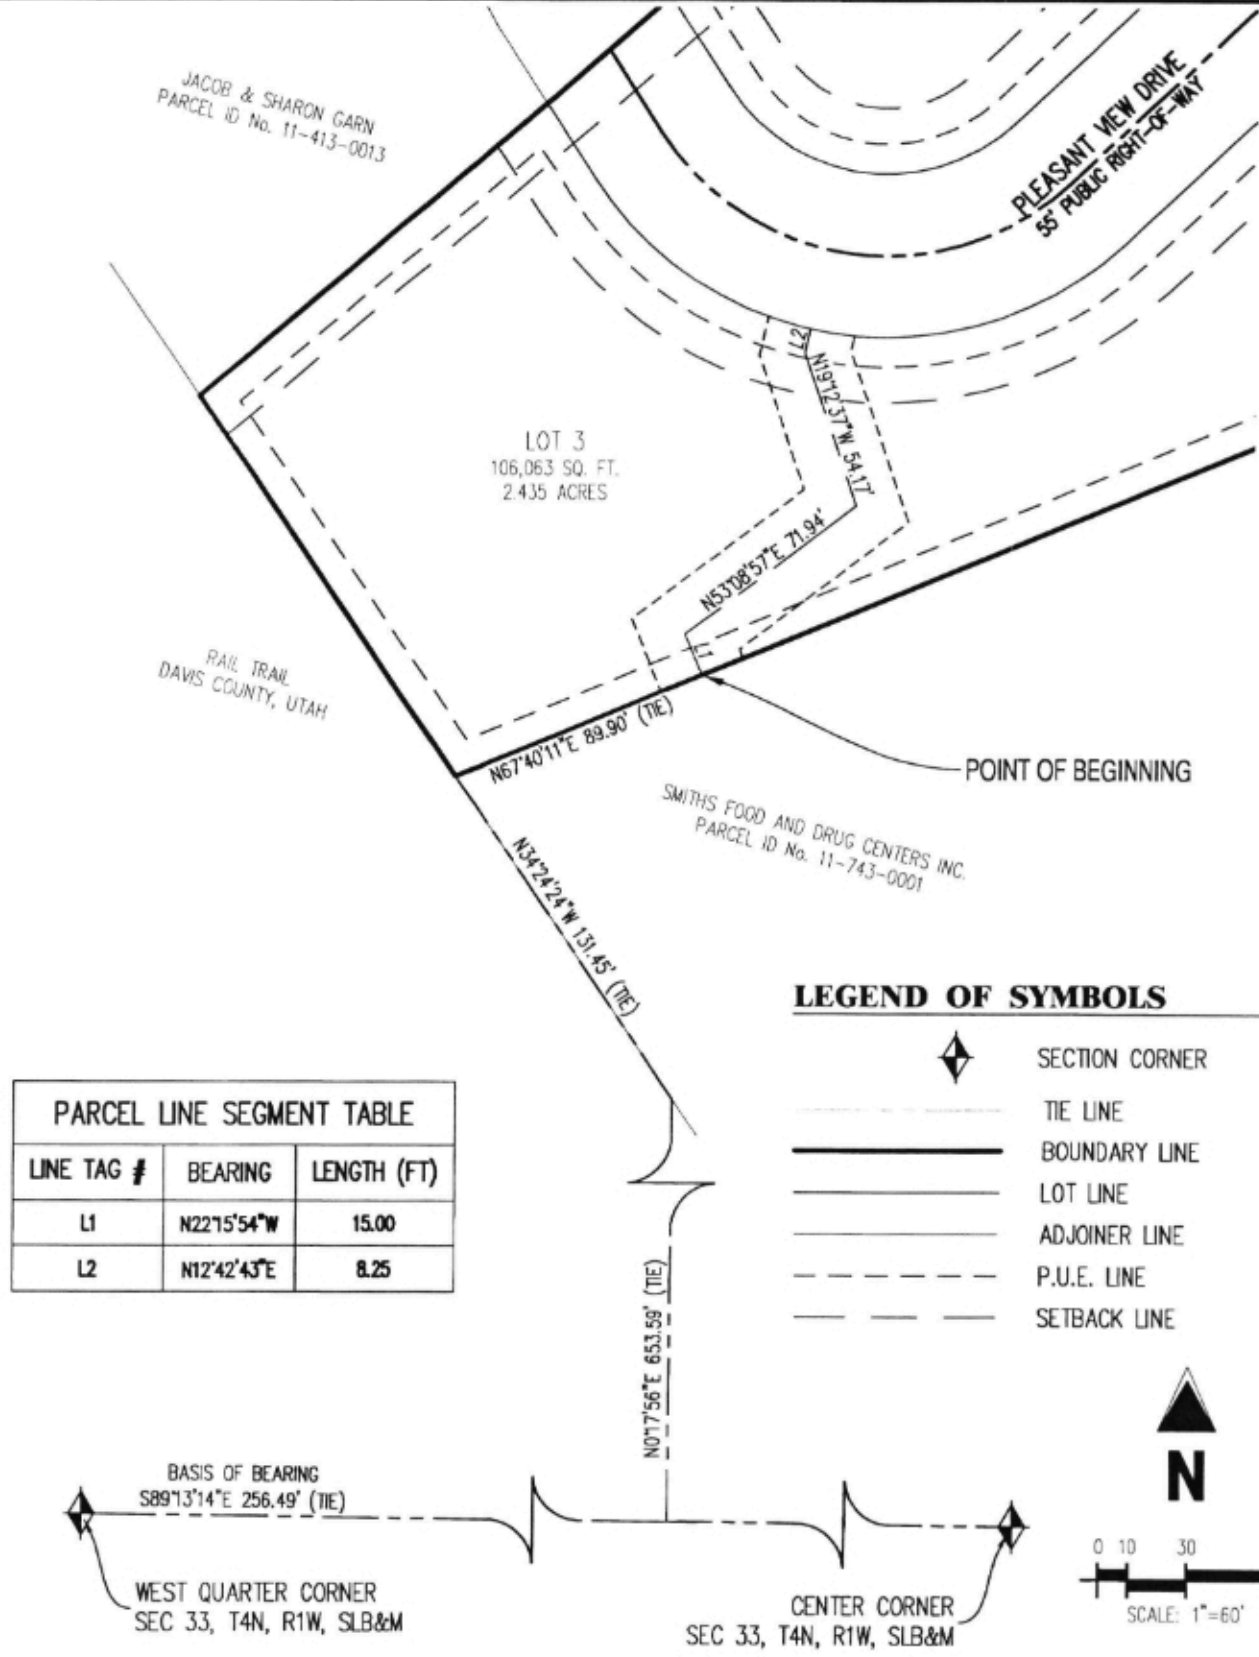 JACOB & SHARON GARN
PARCEL ID No. 11-413-0013
PLEASANT VIEW DRIVE
55' PUBLIC RIGHT-OF-WAY
L2
N19°12'37"W 54.17'
LOT 3
106,063 SQ. FT.
2.435 ACRES
N53°08'57"E 71.94'
L1
RAIL TRAIL
DAVIS COUNTY, UTAH
N67°40'11"E 89.90' (TIE)
POINT OF BEGINNING
SMITHS FOOD AND DRUG CENTERS INC.
PARCEL ID No. 11-743-0001
N34°24'24"W 131.45' (TIE)
LEGEND OF SYMBOLS
SECTION CORNER
TIE LINE
BOUNDARY LINE
LOT LINE
ADJOINER LINE
P.U.E. LINE
SETBACK LINE
PARCEL LINE SEGMENT TABLE
LINE TAG # BEARING LENGTH (FT)
L1 N22°15'54"W 15.00
L2 N12°42'43"E 8.25
N0°17'56"E 653.59' (TIE)
BASIS OF BEARING
S89°13'14"E 256.49' (TIE)
WEST QUARTER CORNER
SEC 33, T4N, R1W, SLB&M
CENTER CORNER
SEC 33, T4N, R1W, SLB&M
N
0 10 30
SCALE: 1"=60'